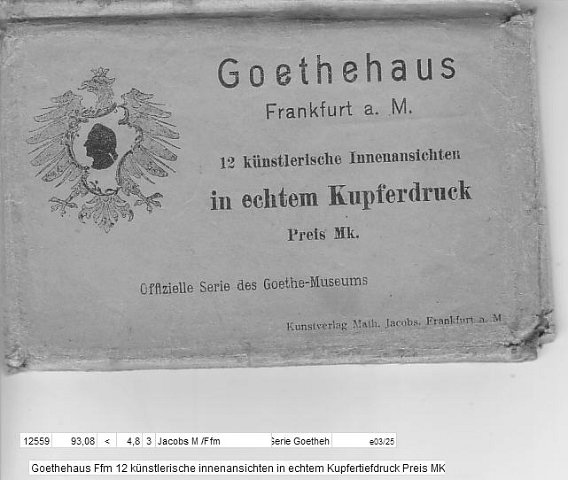 Goethehaus
Frankfurt a. M.
12 künstlerische Innenansichten
in echtem Kupferdruck
Preis Mk.
Offizielle Serie des Goethe-Museums
Kunstverlag Math. Jacobs, Frankfurt a. M
12559 93,08 < 4,8 3 Jacobs M /Ffm Serie Goetheh e03/25
Goethehaus Ffm 12 künstlerische innenansichten in echtem Kupfertiefdruck Preis MK